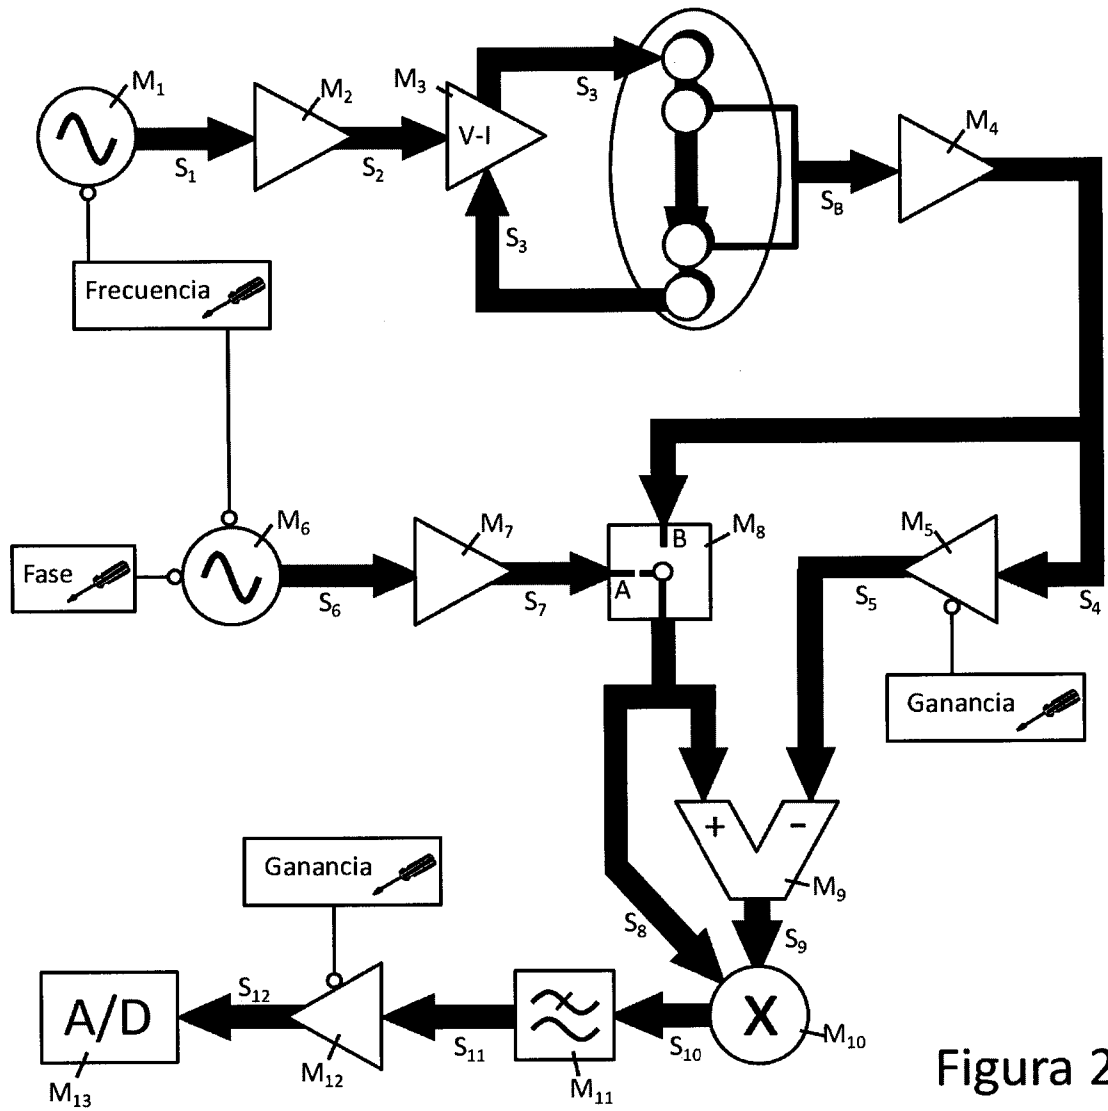 M1
M2
M3
S3
M4
V-I
S1
S2
SB
S3
Frecuencia
M6
M7
B
M8
M5
Fase
A
S6
S7
S5
S4
Ganancia
+
-
Ganancia
M9
S8
S9
S12
A/D
X
S11
S10
M10
M12
M11
M13
Figura 2